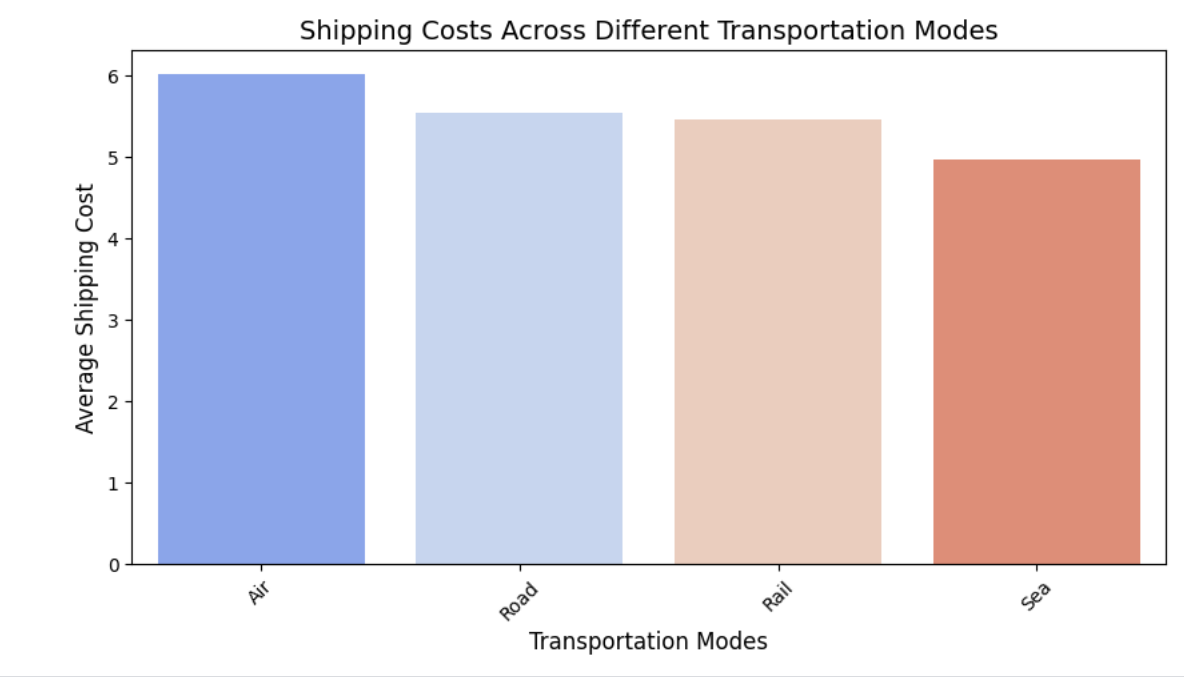 Shipping Costs Across Different Transportation Modes
Average Shipping Cost
6
5
4
3
2
1
0
Air
Road
Rail
Sea
Transportation Modes